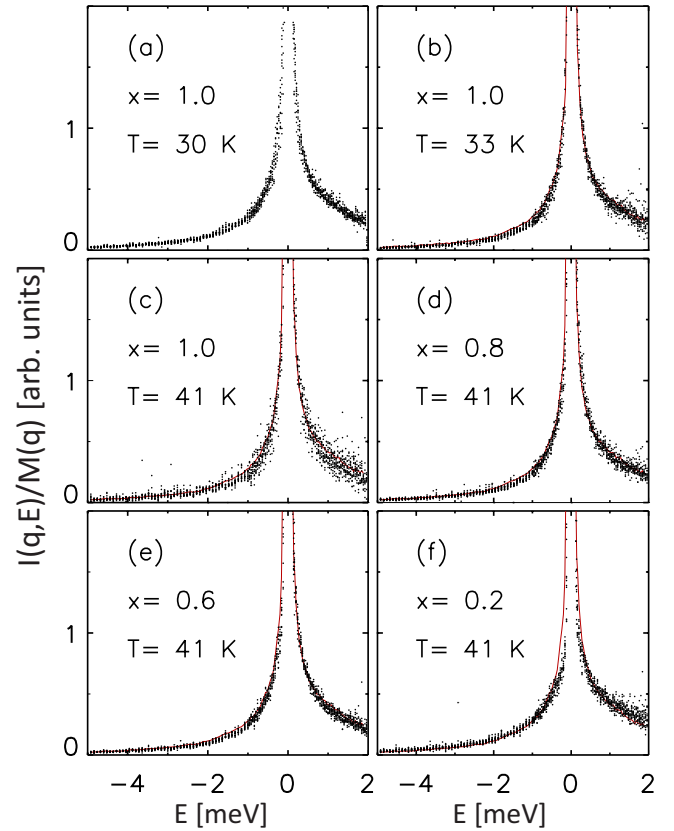 (a)
x= 1.0
T= 30 K
(b)
x= 1.0
T= 33 K
1
0
(c)
x= 1.0
T= 41 K
(d)
x= 0.8
T= 41 K
1
0
(e)
x= 0.6
T= 41 K
(f)
x= 0.2
T= 41 K
1
0
I(q,E)/M(q) [arb. units]
−4 −2 0 2 −4 −2 0 2
E [meV] E [meV]